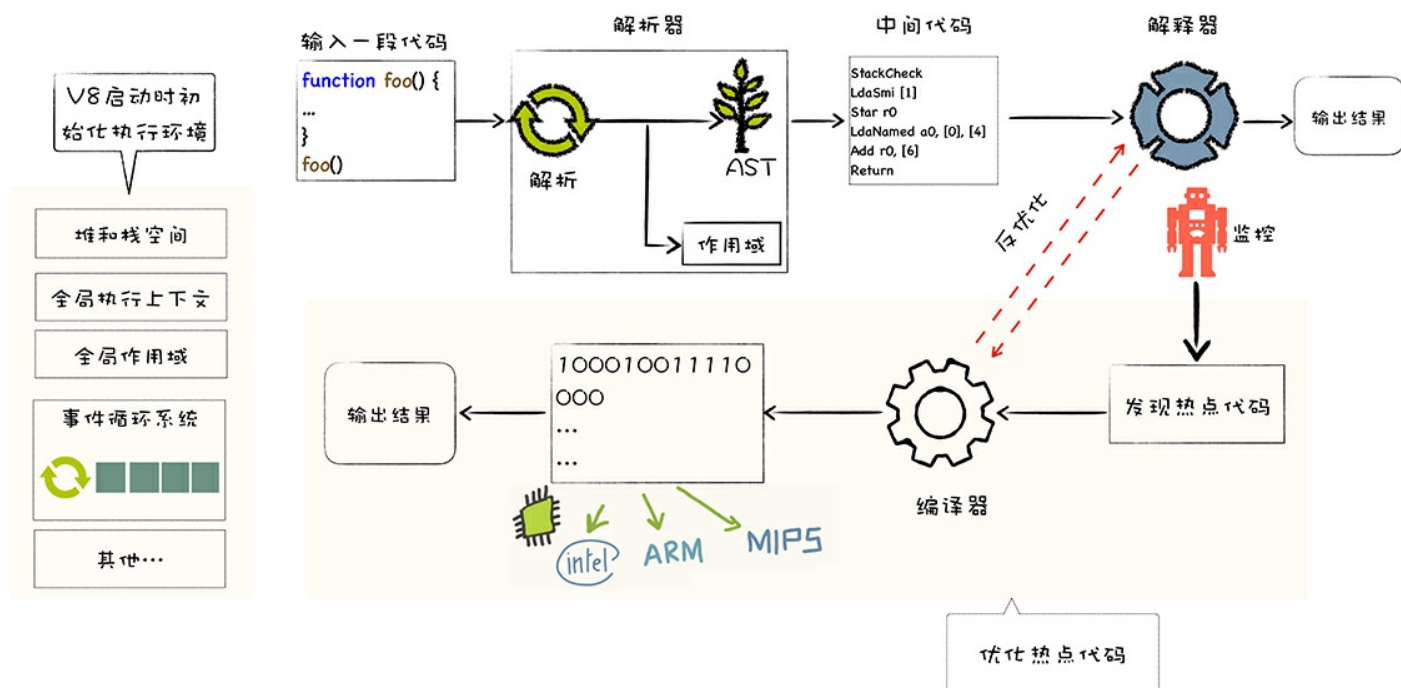 V8启动时初
始化执行环境
堆和栈空间
全局执行上下文
全局作用域
事件循环系统
其他…
输入一段代码
function foo() {
...
}
foo()
解析器
解析
AST
作用域
中间代码
StackCheck
LdaSmi [1]
Star r0
LdaNamed a0, [0], [4]
Add r0, [6]
Return
解释器
输出结果
反优化
监控
发现热点代码
编译器
100010011110
000
...
...
输出结果
intel
ARM
MIPS
优化热点代码